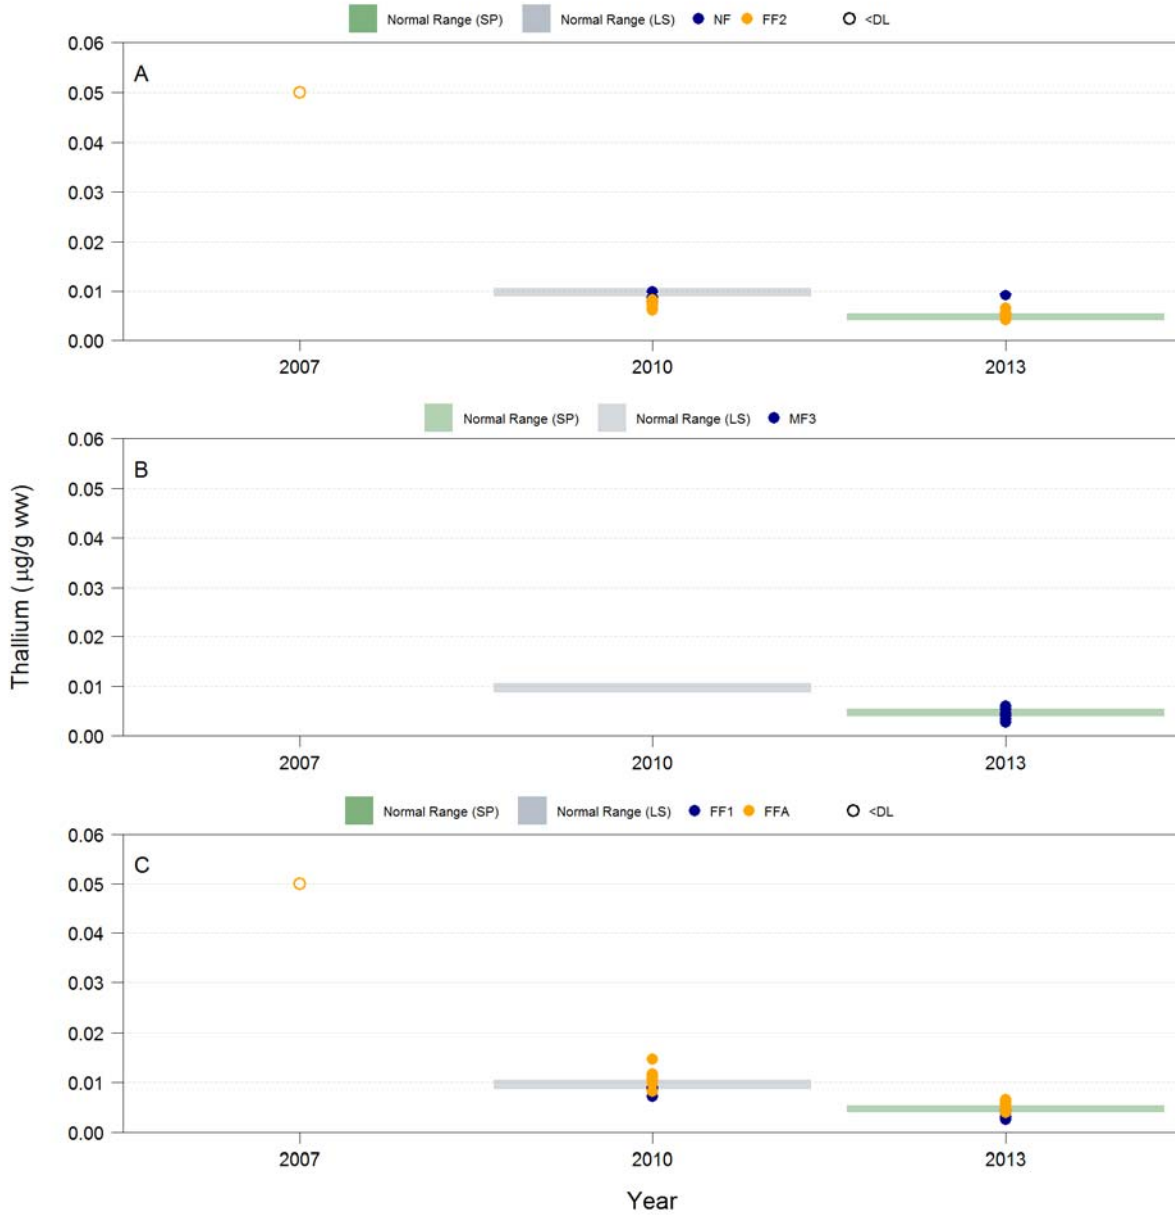 Normal Range (SP) Normal Range (LS) NF FF2 <DL
0.06
A
0.05
0.04
0.03
0.02
0.01
0.00
2007 2010 2013
Normal Range (SP) Normal Range (LS) MF3
0.06
B
0.05
0.04
0.03
0.02
0.01
0.00
2007 2010 2013
Thallium (µg/g ww)
Normal Range (SP) Normal Range (LS) FF1 FFA <DL
0.06
C
0.05
0.04
0.03
0.02
0.01
0.00
2007 2010 2013
Year